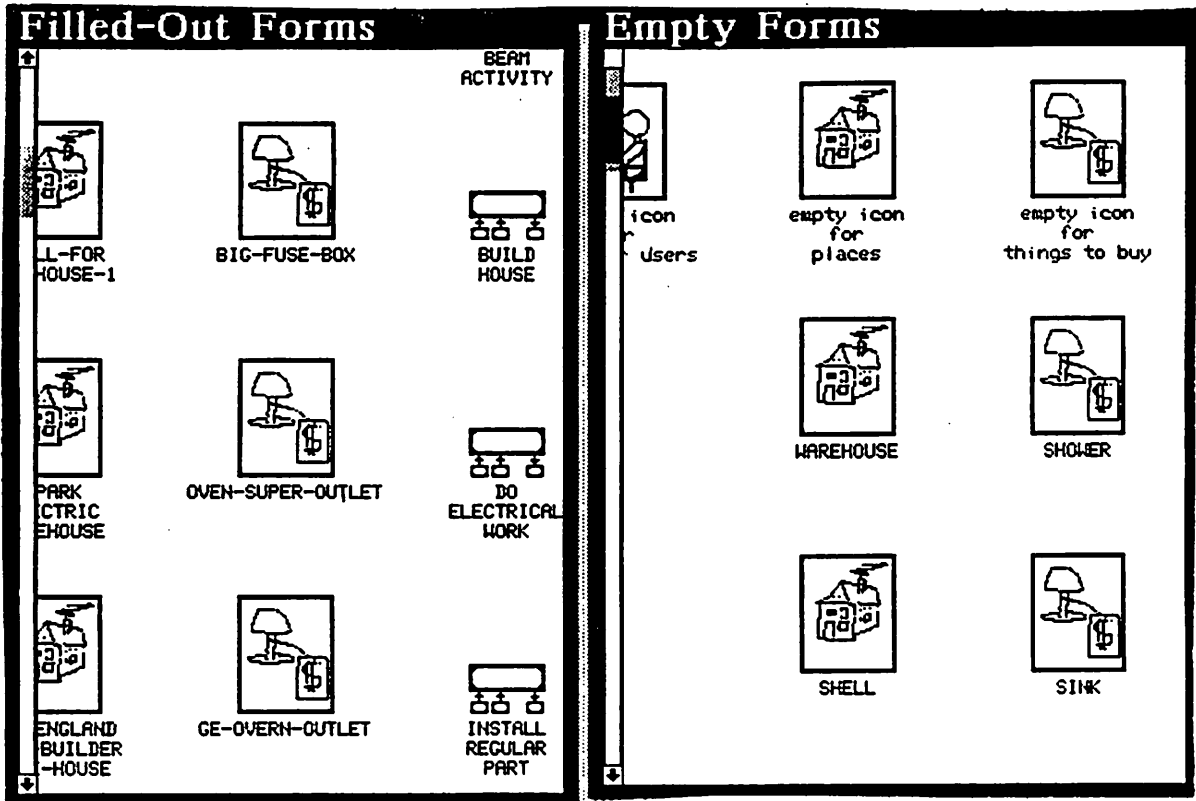 Filled-Out Forms
BEAM
ACTIVITY
LL-FOR
HOUSE-1
BIG-FUSE-BOX
BUILD
HOUSE
PARK
CTRIC
EHOUSE
OVEN-SUPER-OUTLET
DO
ELECTRICAL
WORK
ENGLAND
-BUILDER
-HOUSE
GE-OVERN-OUTLET
INSTALL
REGULAR
PART
Empty Forms
icon
r
users
empty icon
for
places
empty icon
for
things to buy
WAREHOUSE
SHOWER
SHELL
SINK